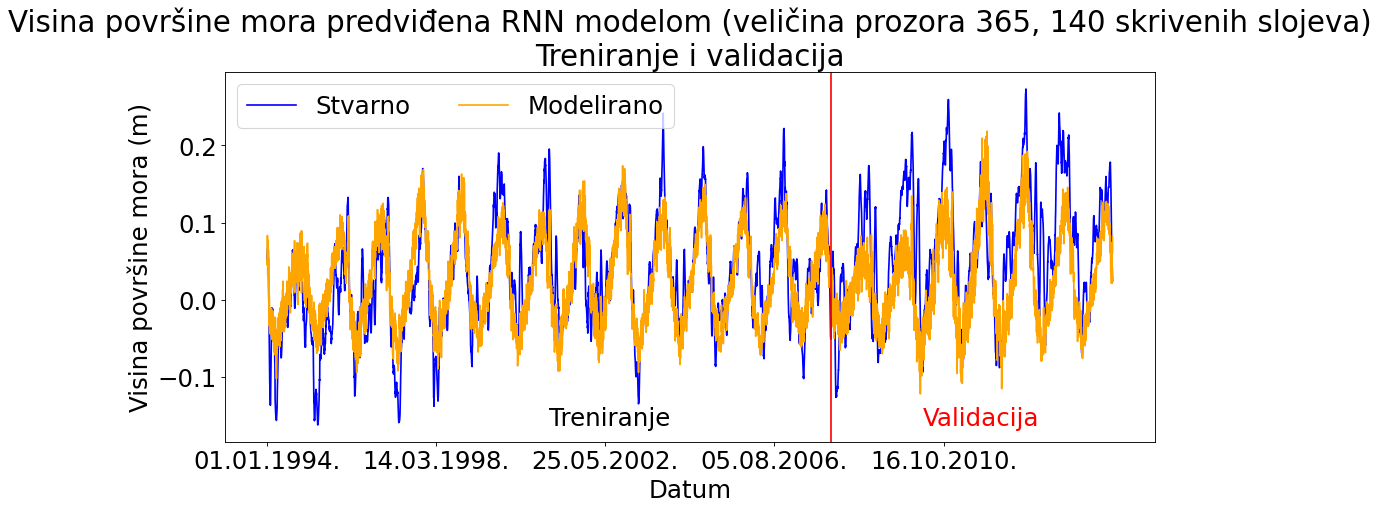 Visina površine mora predviđena RNN modelom (veličina prozora 365, 140 skrivenih slojeva)
Treniranje i validacija
Stvarno
Modelirano
Visina površine mora (m)
0.2
0.1
0.0
−0.1
Treniranje
Validacija
01.01.1994.
14.03.1998.
25.05.2002.
05.08.2006.
16.10.2010.
Datum